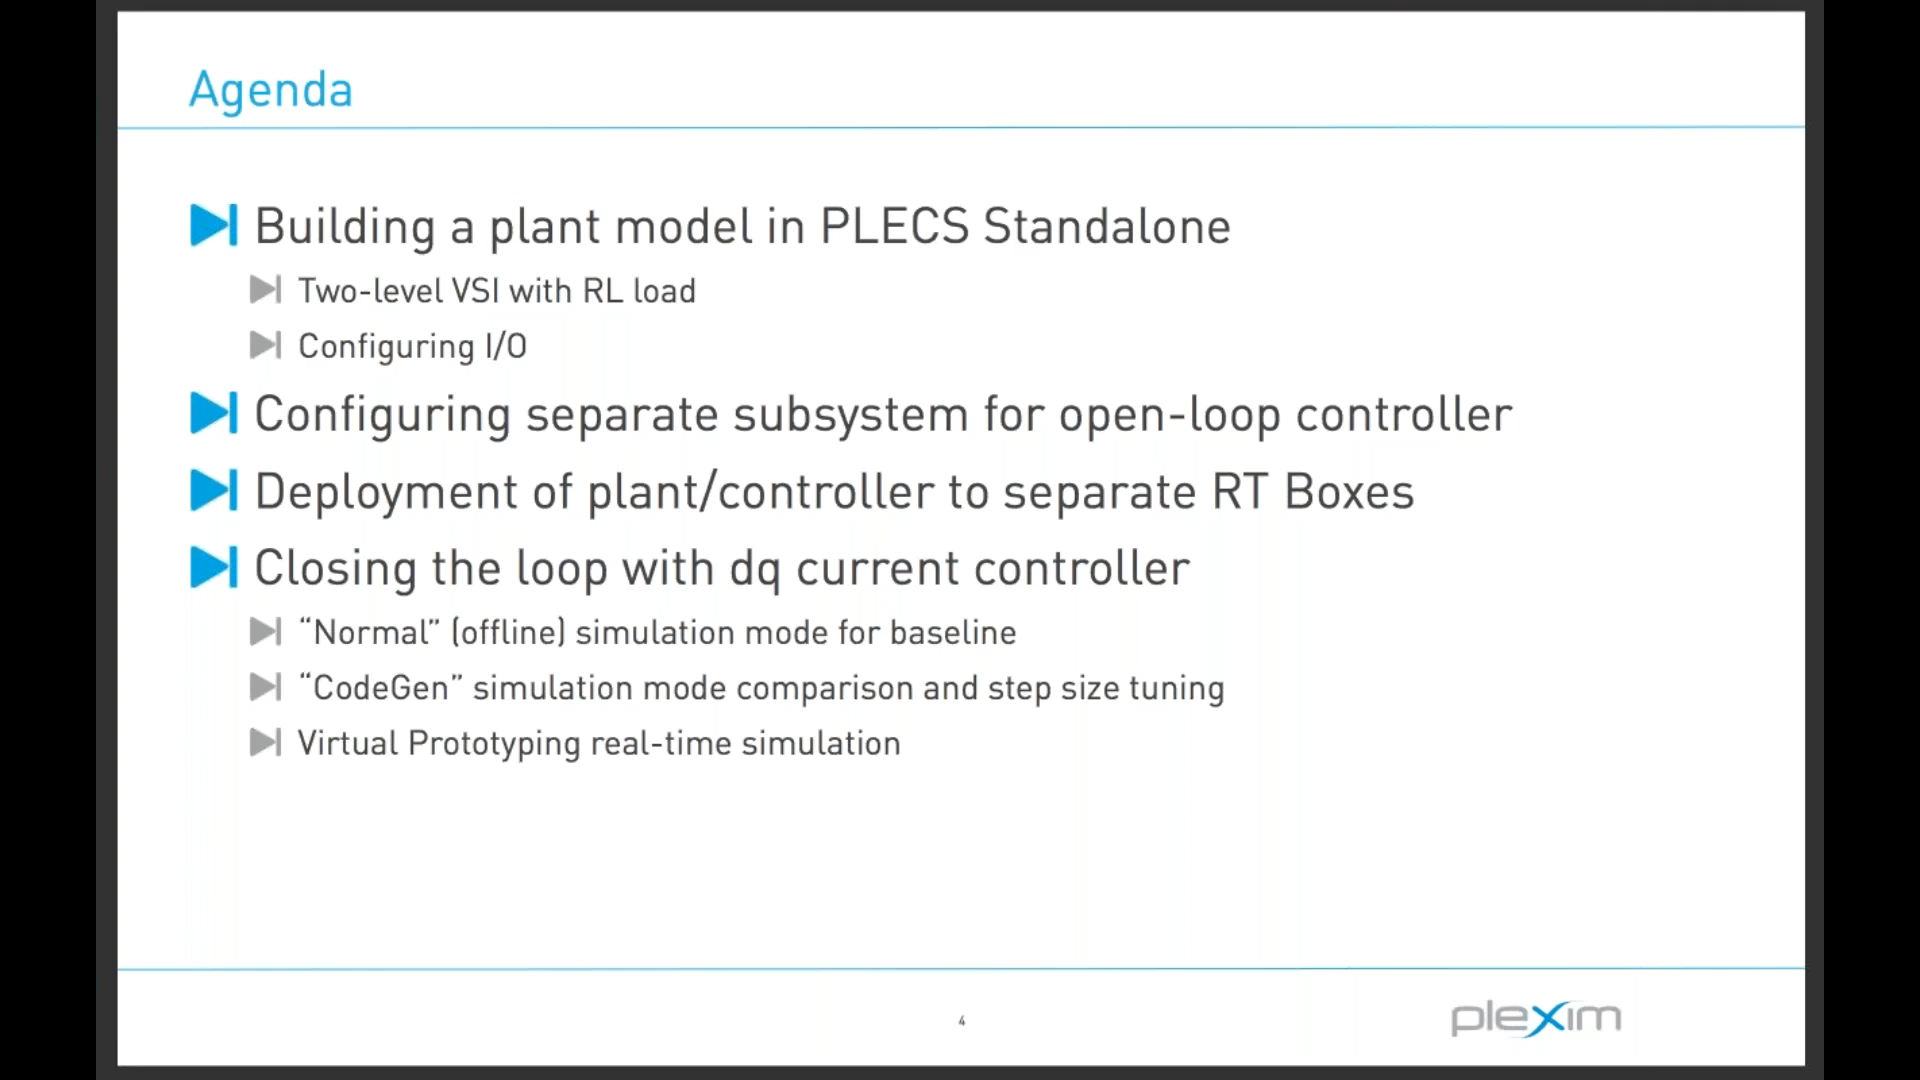 Agenda
Building a plant model in PLECS Standalone
Two-level VSI with RL load
Configuring I/O
Configuring separate subsystem for open-loop controller
Deployment of plant/controller to separate RT Boxes
Closing the loop with dq current controller
“Normal” (offline) simulation mode for baseline
“CodeGen” simulation mode comparison and step size tuning
Virtual Prototyping real-time simulation
4
plexim